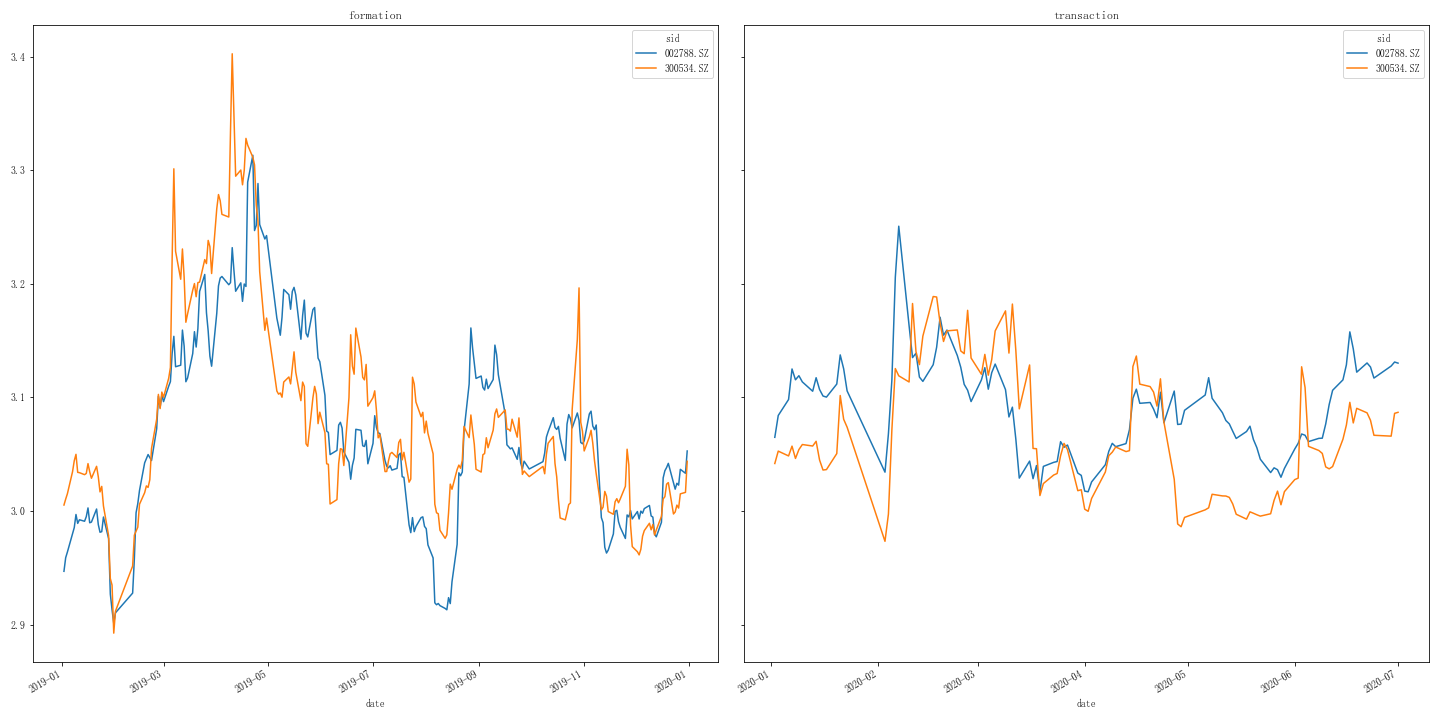 formation
transaction
sid
002788.SZ
300534.SZ
sid
002788.SZ
300534.SZ
3.4
3.3
3.2
3.1
3.0
2.9
2019-01
2019-03
2019-05
2019-07
2019-09
2019-11
2020-01
2020-01
2020-02
2020-03
2020-04
2020-05
2020-06
2020-07
date
date